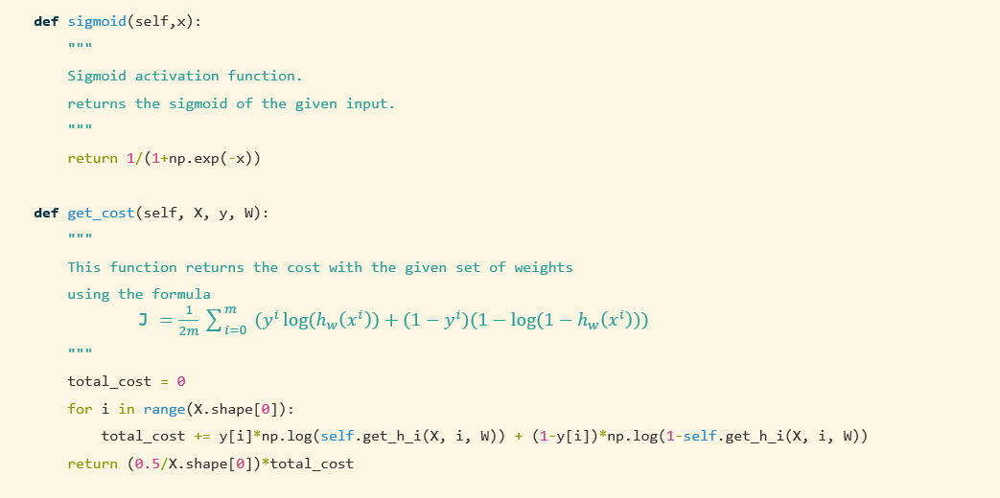 def sigmoid(self,x):
"""
Sigmoid activation function.
returns the sigmoid of the given input.
"""
return 1/(1+np.exp(-x))
def get_cost(self, X, y, W):
"""
This function returns the cost with the given set of weights
using the formula
J = \frac{1}{2m} \sum_{i=0}^{m} (y^i log(h_w(x^i)) + (1 − y^i)(1 − log(1 − h_w(x^i)))
"""
total_cost = 0
for i in range(X.shape[0]):
total_cost += y[i]*np.log(self.get_h_i(X, i, W)) + (1-y[i])*np.log(1-self.get_h_i(X, i, W))
return (0.5/X.shape[0])*total_cost